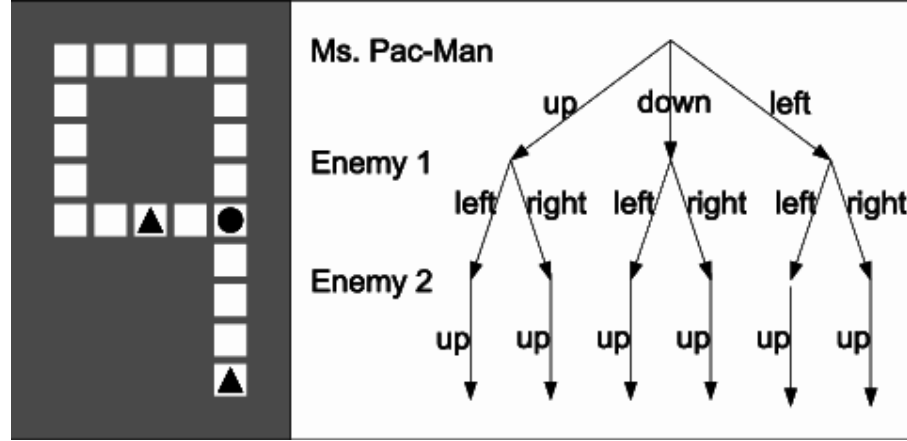 Ms. Pac-Man
up down left
Enemy 1
left right left right left right
Enemy 2
up up up up up up